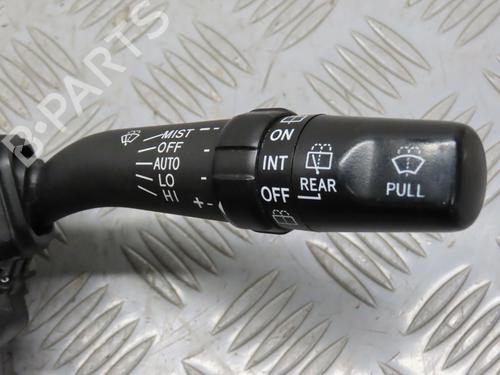 B-PARTS
MIST
OFF
AUTO
LO
HI
+
-
ON
INT
OFF
REAR
PULL